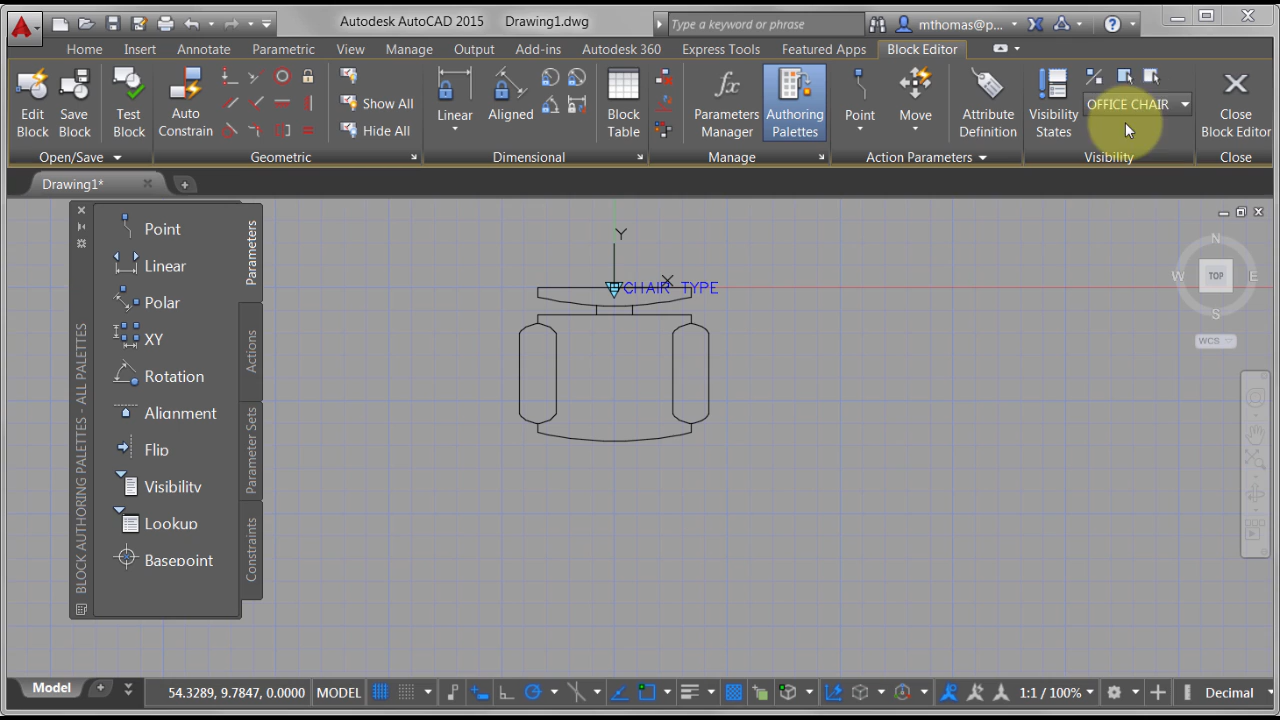 Autodesk AutoCAD 2015 Drawing1.dwg
Type a keyword or phrase
mthomas@p...
Home Insert Annotate Parametric View Manage Output Add-ins Autodesk 360 Express Tools Featured Apps Block Editor
Edit Block
Save Block
Test Block
Auto Constrain
Show All
Hide All
Linear
Aligned
Block Table
fx
Parameters Manager
Authoring Palettes
Point
Move
Attribute Definition
Visibility States
OFFICE CHAIR
Close Block Editor
Open/Save
Geometric
Dimensional
Manage
Action Parameters
Visibility
Close
Drawing1*
Point
Linear
Polar
XY
Rotation
Alignment
Flip
Visibility
Lookup
Basepoint
Parameters
Actions
Parameter Sets
Constraints
BLOCK AUTHORING PALETTES - ALL PALETTES
Y
X
CHAIR TYPE
N
W TOP E
S
WCS
Model
54.3289, 9.7847, 0.0000 MODEL
1:1 / 100%
Decimal